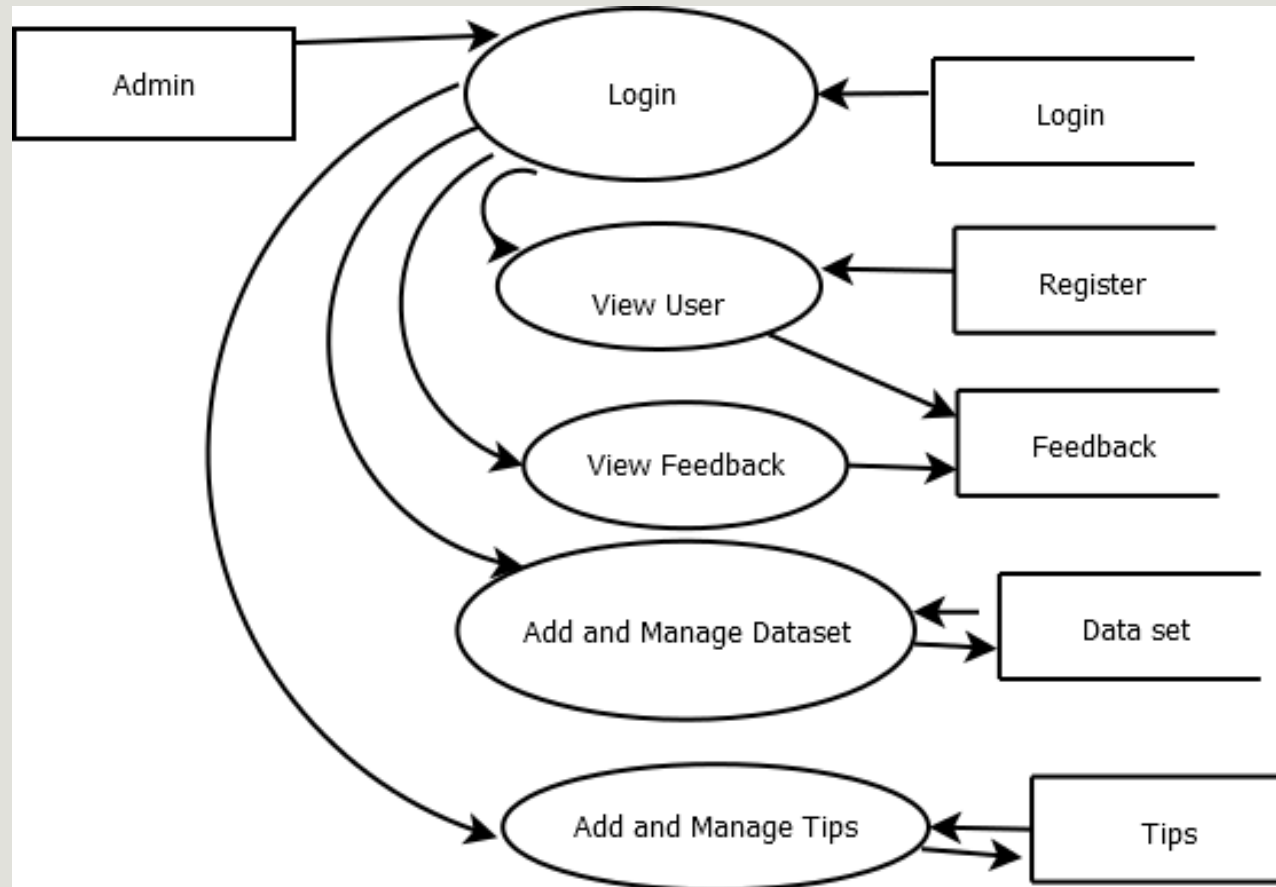 Admin
Login
Login
View User
Register
View Feedback
Feedback
Add and Manage Dataset
Data set
Add and Manage Tips
Tips